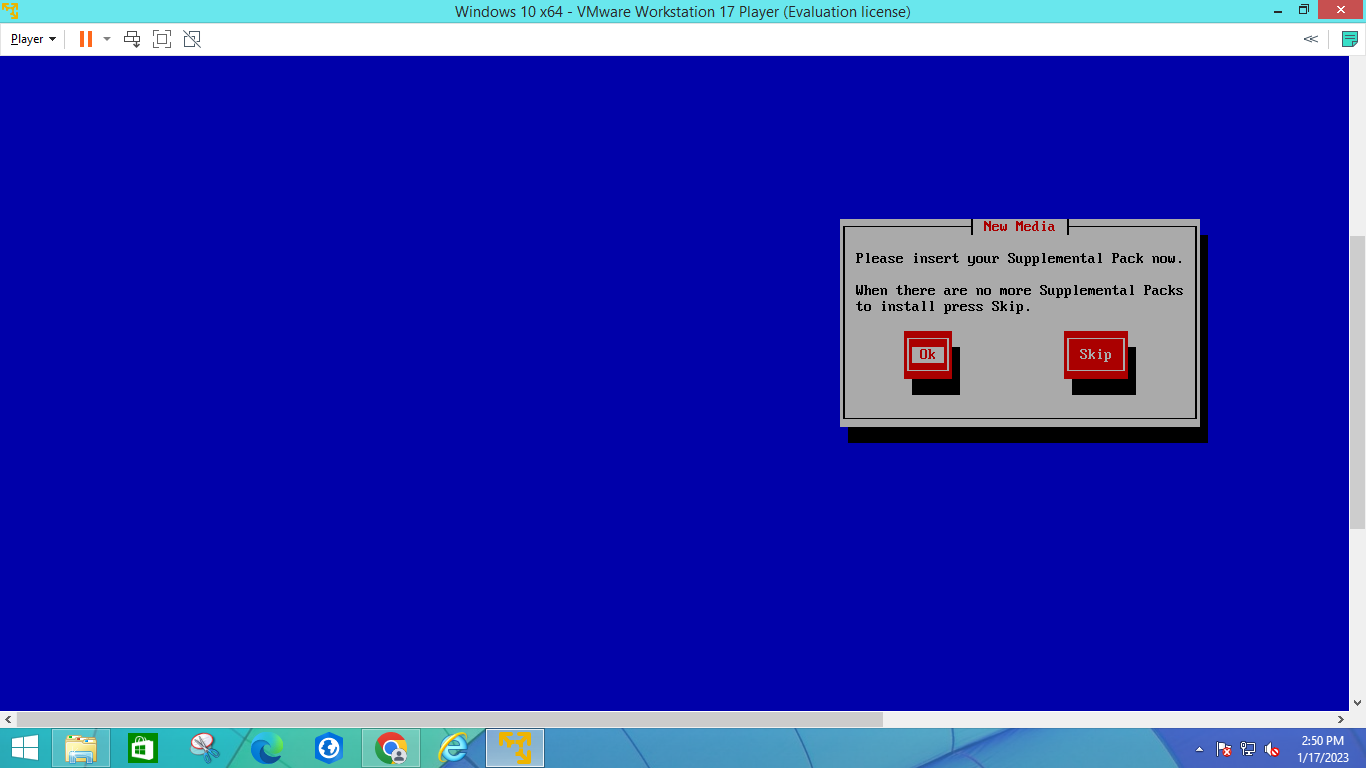 Windows 10 x64 - VMware Workstation 17 Player (Evaluation license)
Player
New Media
Please insert your Supplemental Pack now.
When there are no more Supplemental Packs
to install press Skip.
Ok
Skip
2:50 PM
1/17/2023